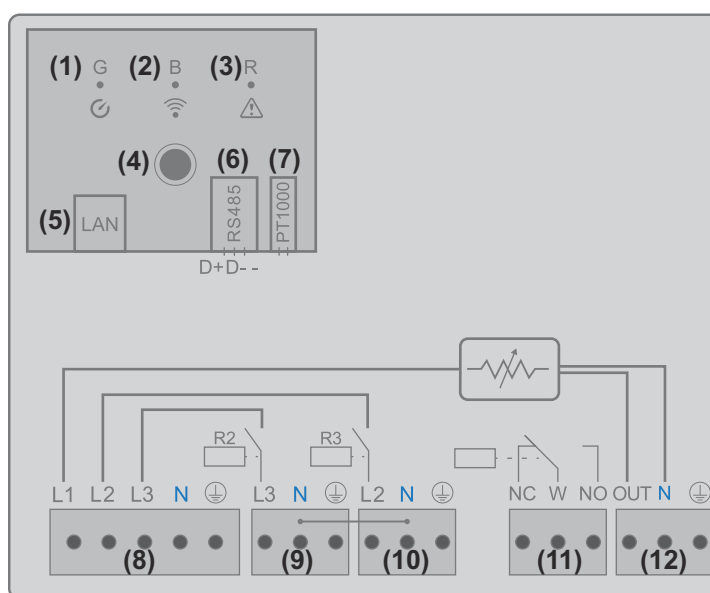 (1) G (2) B (3) R
(4) (6) (7)
(5) LAN RS485 PT1000
D+D- -
R2 R3
L1 L2 L3 N L3 N L2 N NC W NO OUT N
(8) (9) (10) (11) (12)